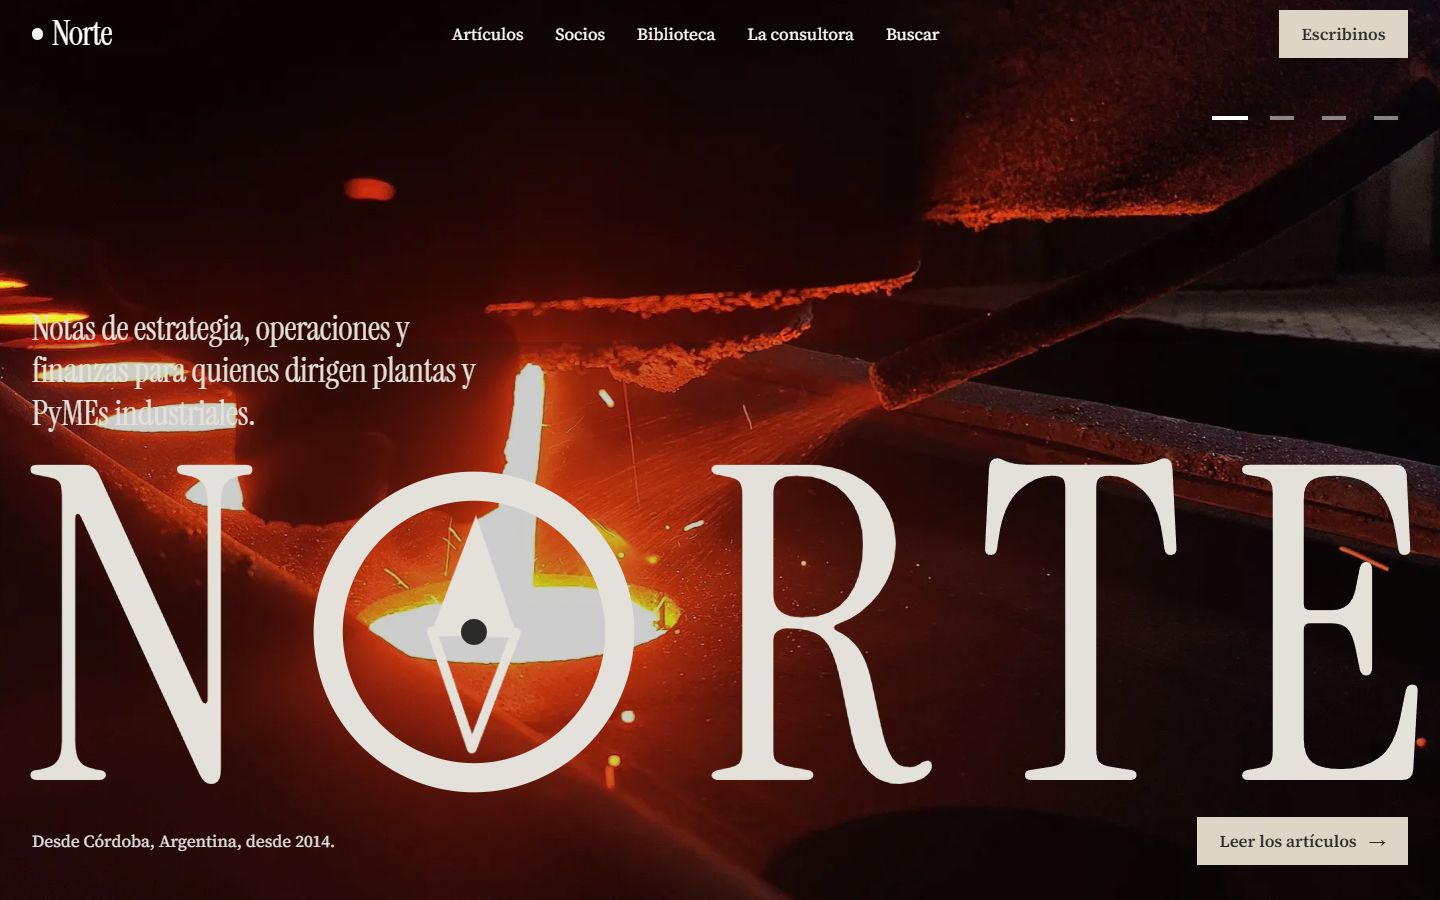 Norte
Artículos
Socios
Biblioteca
La consultora
Buscar
Escribinos
Notas de estrategia, operaciones y
finanzas para quienes dirigen plantas y
PyMEs industriales.
NORTE
Desde Córdoba, Argentina, desde 2014.
Leer los artículos →